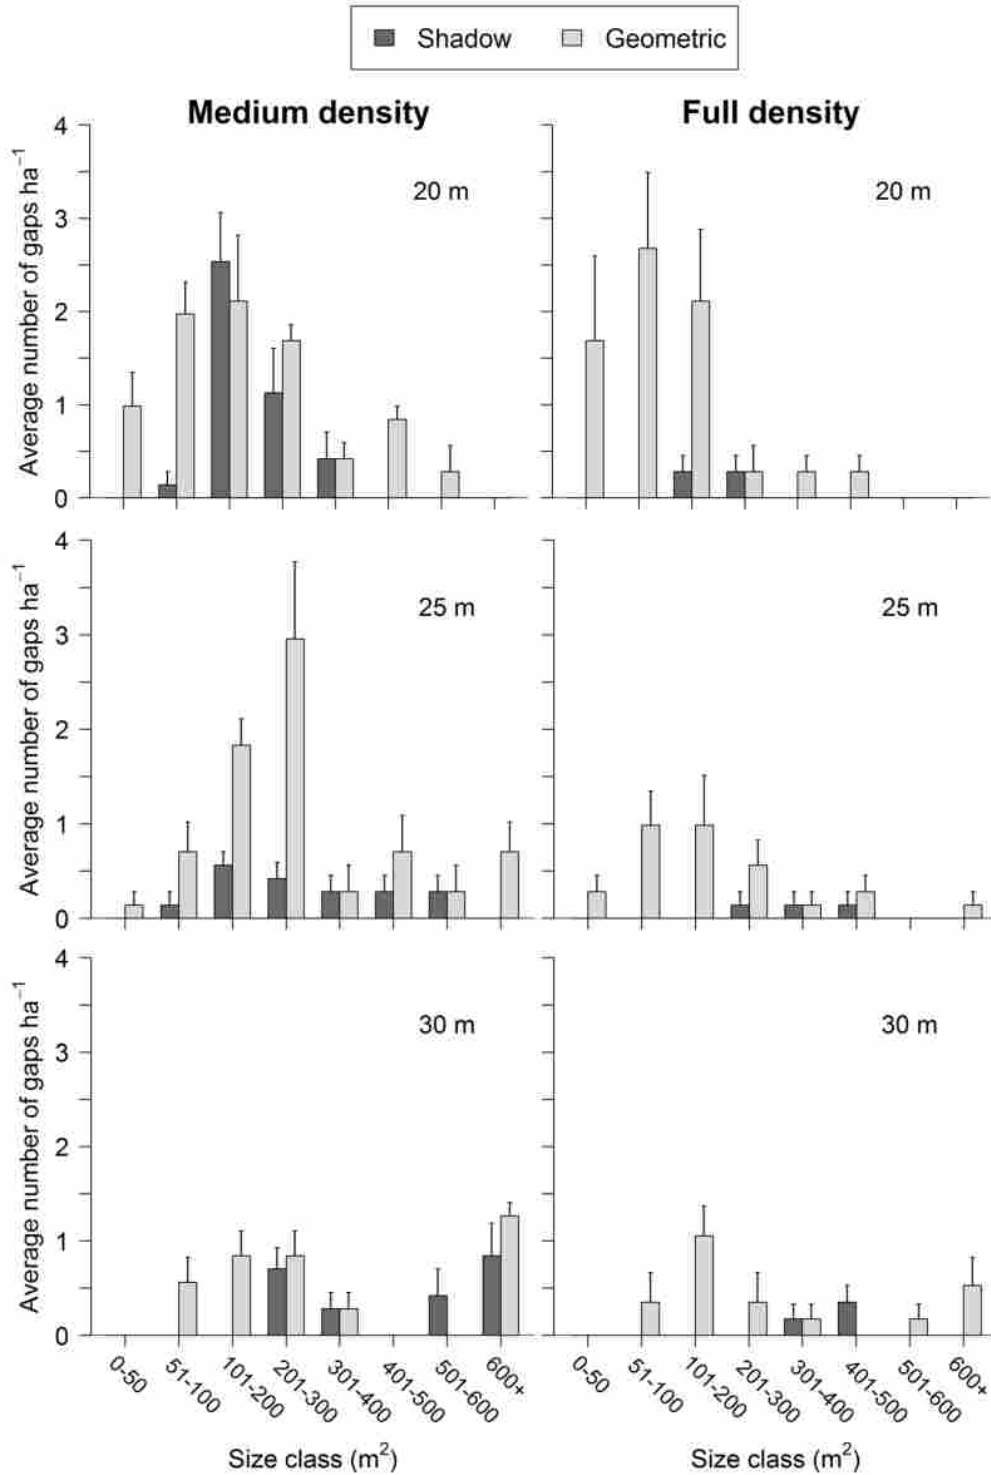 Shadow Geometric
Medium density Full density
Average number of gaps ha⁻¹
4
3
2
1
0
20 m
20 m
Average number of gaps ha⁻¹
4
3
2
1
0
25 m
25 m
Average number of gaps ha⁻¹
4
3
2
1
0
30 m
30 m
0-50
51-100
101-200
201-300
301-400
401-500
501-600
600+
0-50
51-100
101-200
201-300
301-400
401-500
501-600
600+
Size class (m²)
Size class (m²)